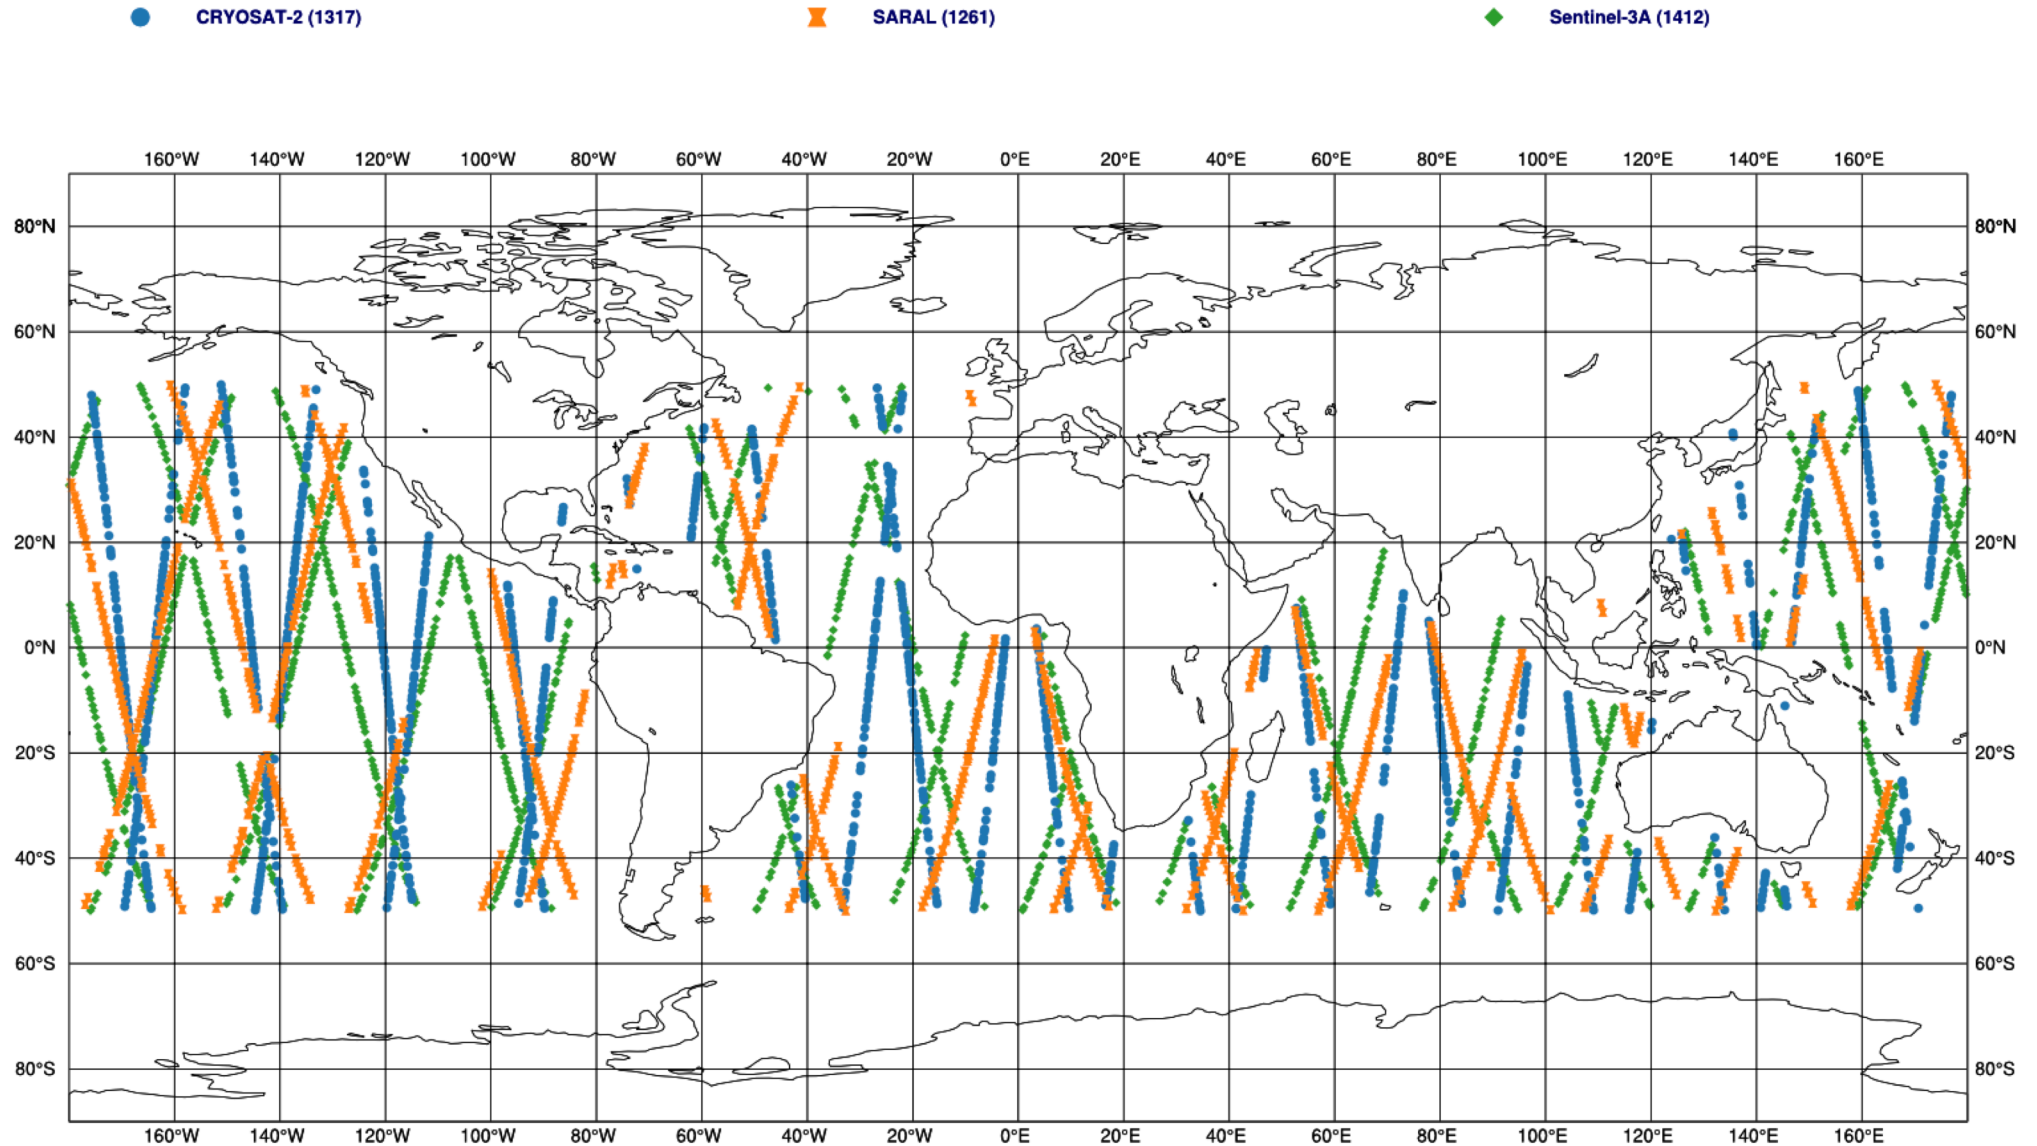 CRYOSAT-2 (1317) SARAL (1261) Sentinel-3A (1412)
160°W 140°W 120°W 100°W 80°W 60°W 40°W 20°W 0°E 20°E 40°E 60°E 80°E 100°E 120°E 140°E 160°E
80°N 80°N
60°N 60°N
40°N 40°N
20°N 20°N
0°N 0°N
20°S 20°S
40°S 40°S
60°S 60°S
80°S 80°S
160°W 140°W 120°W 100°W 80°W 60°W 40°W 20°W 0°E 20°E 40°E 60°E 80°E 100°E 120°E 140°E 160°E